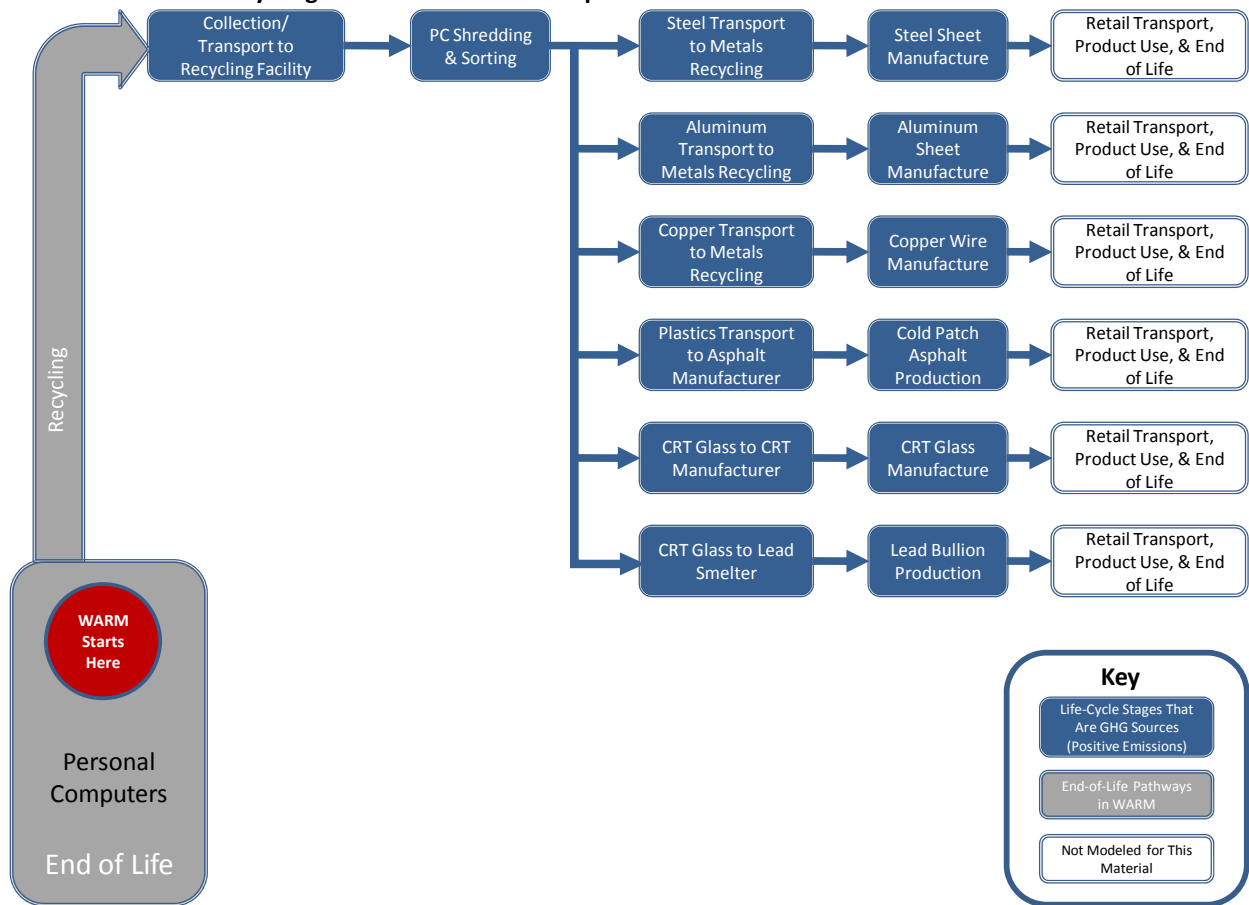 Collection/
Transport to
Recycling Facility
PC Shredding
& Sorting
Steel Transport
to Metals
Recycling
Steel Sheet
Manufacture
Retail Transport,
Product Use, & End
of Life
Aluminum
Transport to
Metals Recycling
Aluminum
Sheet
Manufacture
Retail Transport,
Product Use, & End
of Life
Copper Transport
to Metals
Recycling
Copper Wire
Manufacture
Retail Transport,
Product Use, & End
of Life
Plastics Transport
to Asphalt
Manufacturer
Cold Patch
Asphalt
Production
Retail Transport,
Product Use, & End
of Life
CRT Glass to CRT
Manufacturer
CRT Glass
Manufacture
Retail Transport,
Product Use, & End
of Life
CRT Glass to Lead
Smelter
Lead Bullion
Production
Retail Transport,
Product Use, & End
of Life
Recycling
WARM
Starts
Here
Personal
Computers
End of Life
Key
Life-Cycle Stages That
Are GHG Sources
(Positive Emissions)
End-of-Life Pathways
in WARM
Not Modeled for This
Material